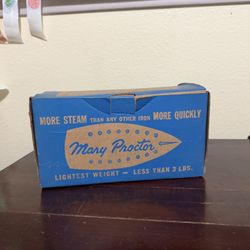 MORE STEAM THAN ANY OTHER IRON MORE QUICKLY
Mary Proctor
LIGHTEST WEIGHT — LESS THAN 3 LBS.